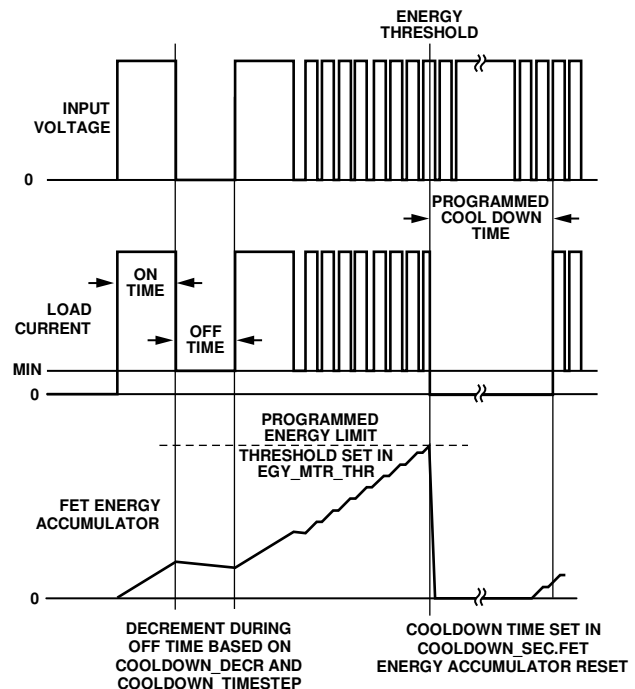 ENERGY
THRESHOLD
INPUT
VOLTAGE
0
PROGRAMMED
COOL DOWN
TIME
ON
TIME
LOAD
CURRENT
OFF
TIME
MIN
0
PROGRAMMED
ENERGY LIMIT
THRESHOLD SET IN
EGY_MTR_THR
FET ENERGY
ACCUMULATOR
0
DECREMENT DURING
OFF TIME BASED ON
COOLDOWN_DECR AND
COOLDOWN_TIMESTEP
COOLDOWN TIME SET IN
COOLDOWN_SEC.FET
ENERGY ACCUMULATOR RESET